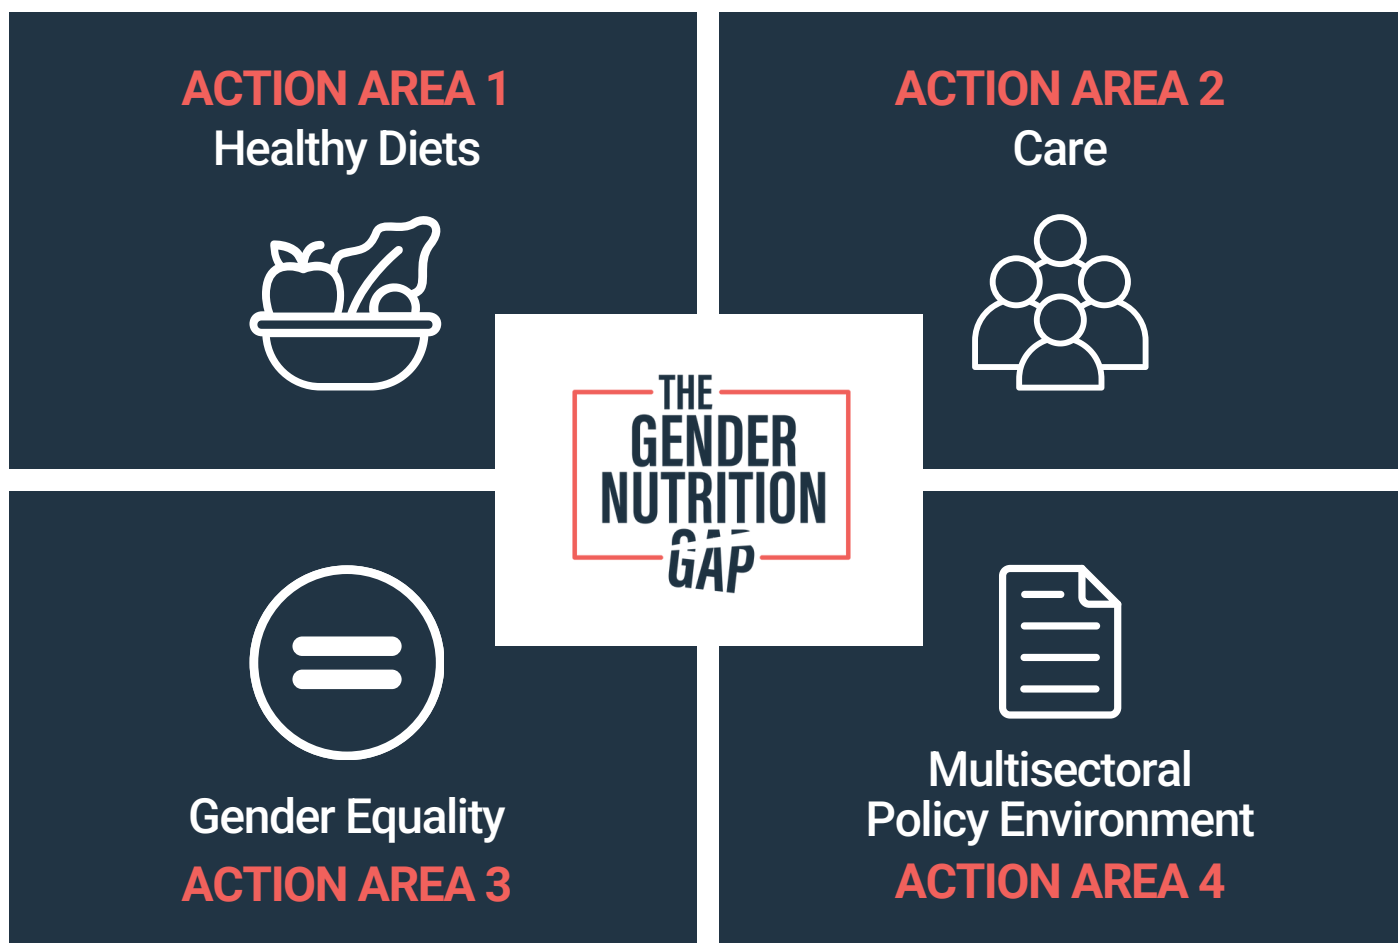 ACTION AREA 1
Healthy Diets
ACTION AREA 2
Care
THE
GENDER
NUTRITION
GAP
Gender Equality
ACTION AREA 3
Multisectoral
Policy Environment
ACTION AREA 4